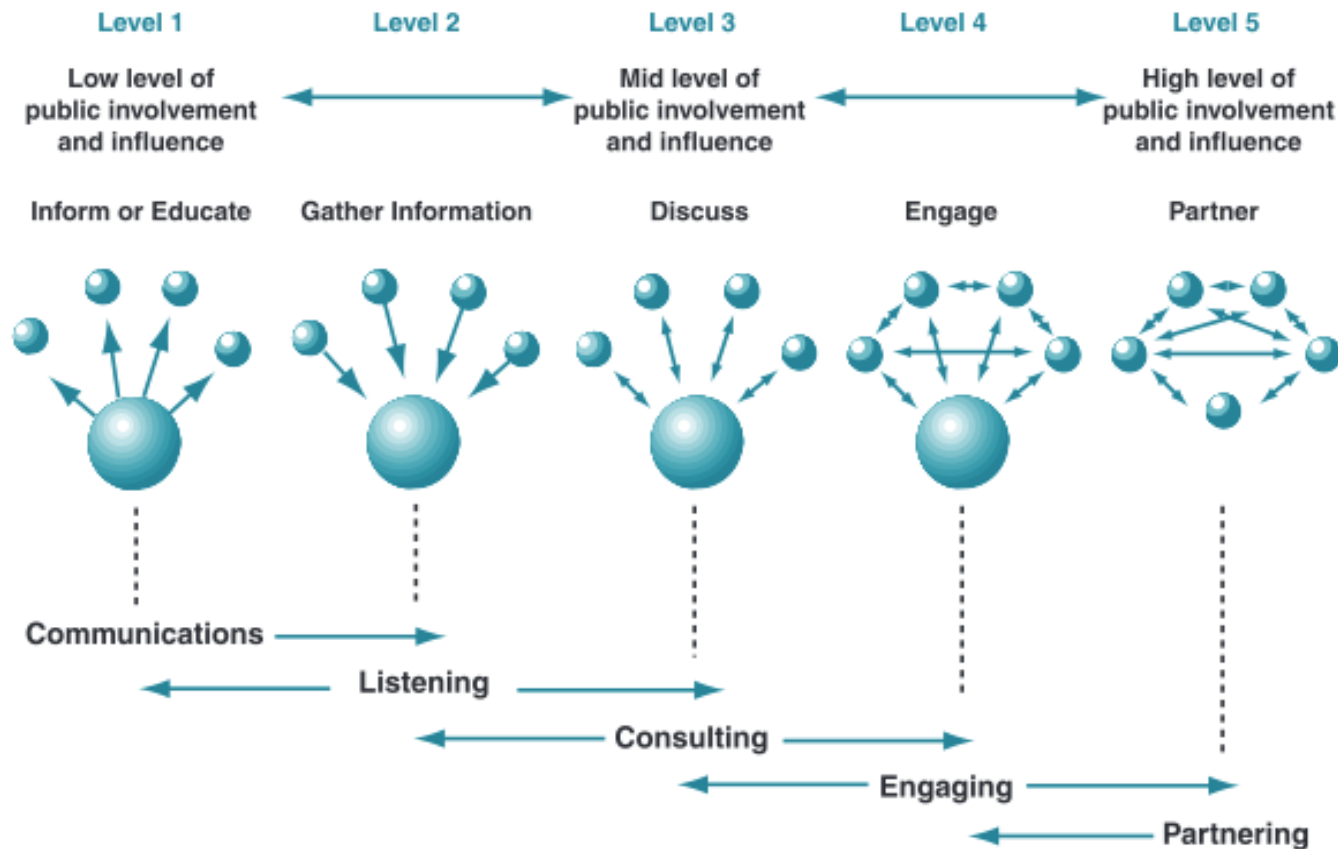 Level 1
Level 2
Level 3
Level 4
Level 5
Low level of
public involvement
and influence
Mid level of
public involvement
and influence
High level of
public involvement
and influence
Inform or Educate
Gather Information
Discuss
Engage
Partner
Communications
Listening
Consulting
Engaging
Partnering